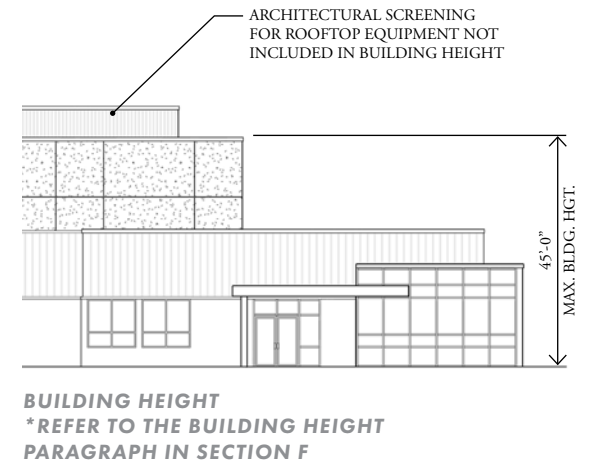 ARCHITECTURAL SCREENING
FOR ROOFTOP EQUIPMENT NOT
INCLUDED IN BUILDING HEIGHT
45'-0"
MAX. BLDG. HGT.
BUILDING HEIGHT
*REFER TO THE BUILDING HEIGHT
PARAGRAPH IN SECTION F